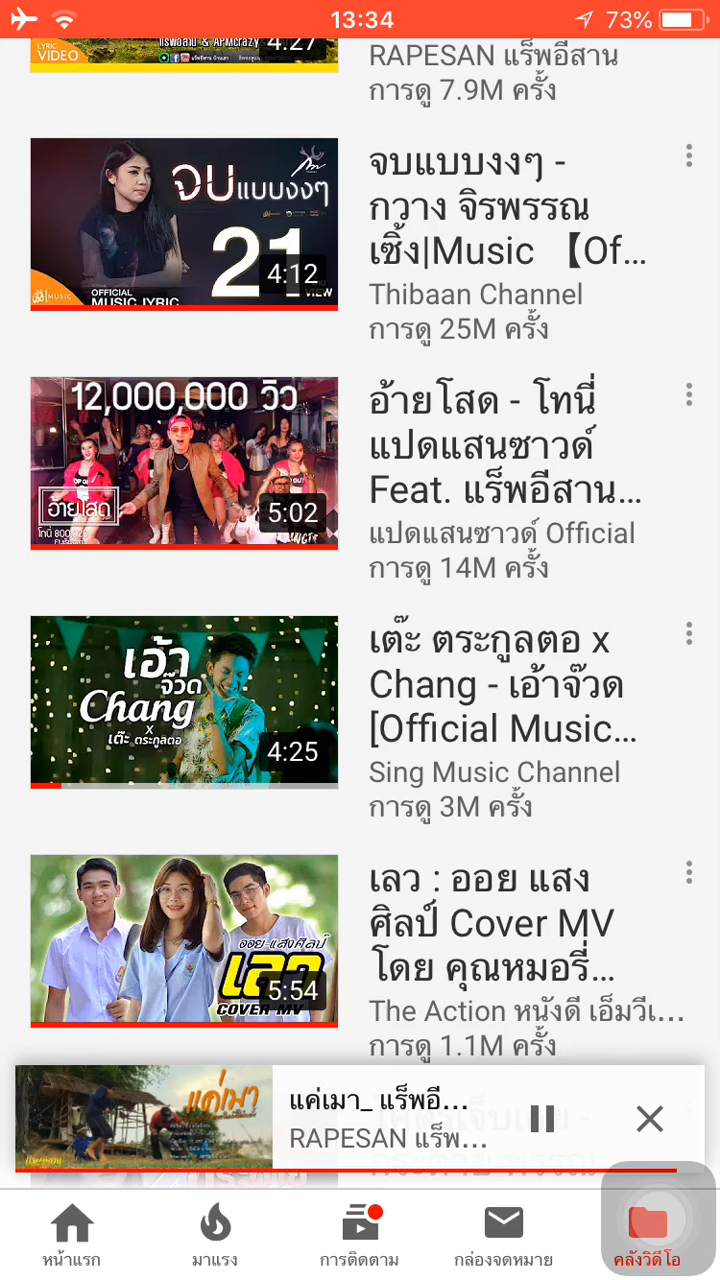 13:34
73%
LYRIC
VIDEO
แร็พอีสาน & APMcrazy
4:27
RAPESAN แร็พอีสาน
การดู 7.9M ครั้ง
จบแบบงงๆ
21
VIEW
MUSIC
OFFICIAL
MUSIC LYRIC
4:12
จบแบบงงๆ -
กวาง จิรพรรณ
เซิ้ง|Music 【Of...
Thibaan Channel
การดู 25M ครั้ง
12,000,000 วิว
อ้ายโสด
5:02
อ้ายโสด - โทนี่
แปดแสนซาวด์
Feat. แร็พอีสาน...
แปดแสนซาวด์ Official
การดู 14M ครั้ง
เอ้า
จ๊วด
Chang
x
เต๊ะ ตระกูลตอ
4:25
เต๊ะ ตระกูลตอ x
Chang - เอ้าจ๊วด
[Official Music...
Sing Music Channel
การดู 3M ครั้ง
ออย-แสงศิลป์
เลว
COVER MV
5:54
เลว : ออย แสง
ศิลป์ Cover MV
โดย คุณหมอรี่...
The Action หนังดี เอ็มวีเ...
การดู 1.1M ครั้ง
แค่เมา
แค่เมา_ แร็พอี...
RAPESAN แร็พ...
หน้าแรก
มาแรง
การติดตาม
กล่องจดหมาย
คลังวิดีโอ